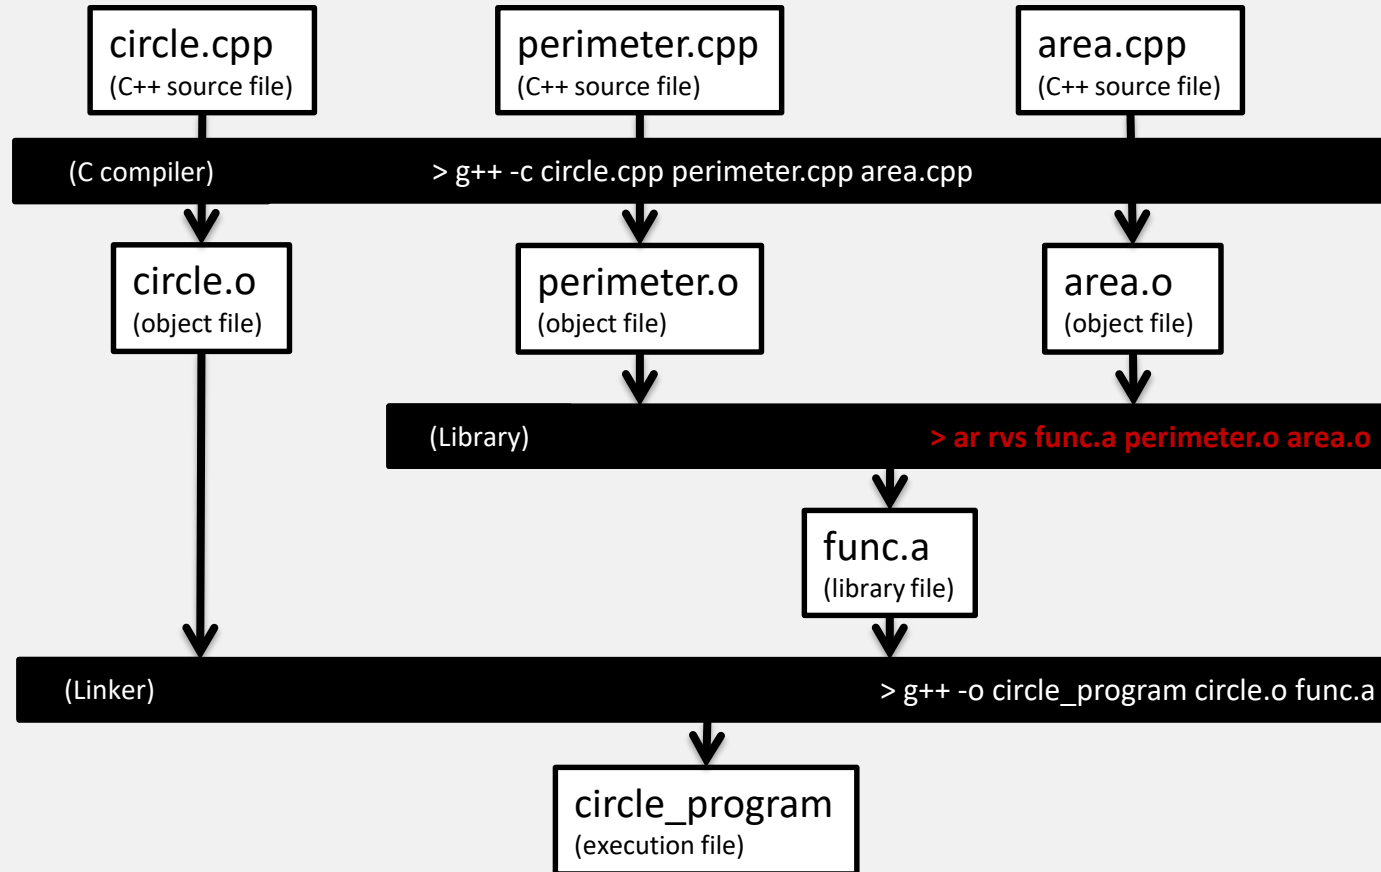 circle.cpp
(C++ source file)
perimeter.cpp
(C++ source file)
area.cpp
(C++ source file)
(C compiler)
> g++ -c circle.cpp perimeter.cpp area.cpp
circle.o
(object file)
perimeter.o
(object file)
area.o
(object file)
(Library)
> ar rvs func.a perimeter.o area.o
func.a
(library file)
(Linker)
> g++ -o circle_program circle.o func.a
circle_program
(execution file)